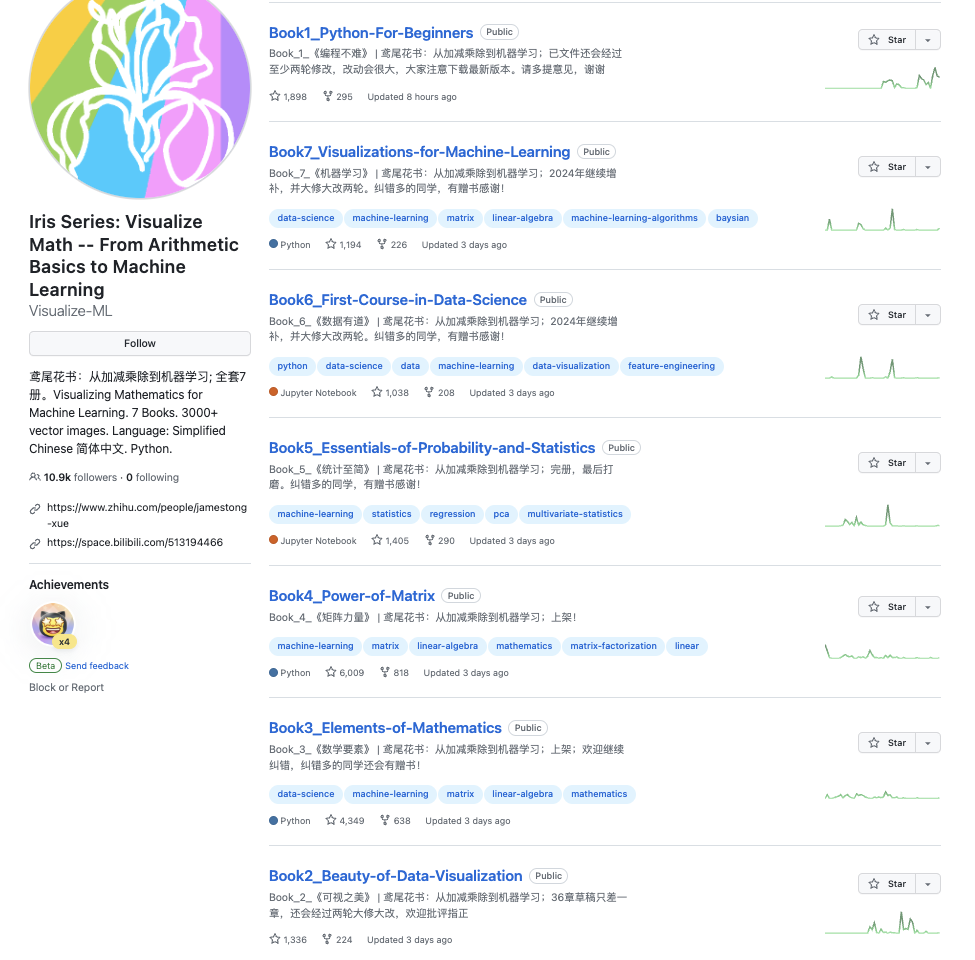 Iris Series: Visualize
Math -- From Arithmetic
Basics to Machine
Learning
Visualize-ML
Follow
鸢尾花书：从加减乘除到机器学习; 全套7
册。Visualizing Mathematics for
Machine Learning. 7 Books. 3000+
vector images. Language: Simplified
Chinese 简体中文. Python.
10.9k followers · 0 following
https://www.zhihu.com/people/jamestong
-xue
https://space.bilibili.com/513194466
Achievements
x4
Beta Send feedback
Block or Report
Book1_Python-For-Beginners Public
Star
Book_1_《编程不难》 | 鸢尾花书：从加减乘除到机器学习；已文件还会经过
至少两轮修改，改动会很大，大家注意下载最新版本。请多提意见，谢谢
1,898 295 Updated 8 hours ago
Book7_Visualizations-for-Machine-Learning Public
Star
Book_7_《机器学习》 | 鸢尾花书：从加减乘除到机器学习；2024年继续增
补，并大修大改两轮。纠错多的同学，有赠书感谢！
data-science machine-learning matrix linear-algebra machine-learning-algorithms baysian
Python 1,194 226 Updated 3 days ago
Book6_First-Course-in-Data-Science Public
Star
Book_6_《数据有道》 | 鸢尾花书：从加减乘除到机器学习；2024年继续增
补，并大修大改两轮。纠错多的同学，有赠书感谢！
python data-science data machine-learning data-visualization feature-engineering
Jupyter Notebook 1,038 208 Updated 3 days ago
Book5_Essentials-of-Probability-and-Statistics Public
Star
Book_5_《统计至简》 | 鸢尾花书：从加减乘除到机器学习；完册，最后打
磨。纠错多的同学，有赠书感谢！
machine-learning statistics regression pca multivariate-statistics
Jupyter Notebook 1,405 290 Updated 3 days ago
Book4_Power-of-Matrix Public
Star
Book_4_《矩阵力量》 | 鸢尾花书：从加减乘除到机器学习；上架！
machine-learning matrix linear-algebra mathematics matrix-factorization linear
Python 6,009 818 Updated 3 days ago
Book3_Elements-of-Mathematics Public
Star
Book_3_《数学要素》 | 鸢尾花书：从加减乘除到机器学习；上架；欢迎继续
纠错，纠错多的同学还会有赠书！
data-science machine-learning matrix linear-algebra mathematics
Python 4,349 638 Updated 3 days ago
Book2_Beauty-of-Data-Visualization Public
Star
Book_2_《可视之美》 | 鸢尾花书：从加减乘除到机器学习；36章草稿只差一
章，还会经过两轮大修大改，欢迎批评指正
1,336 224 Updated 3 days ago